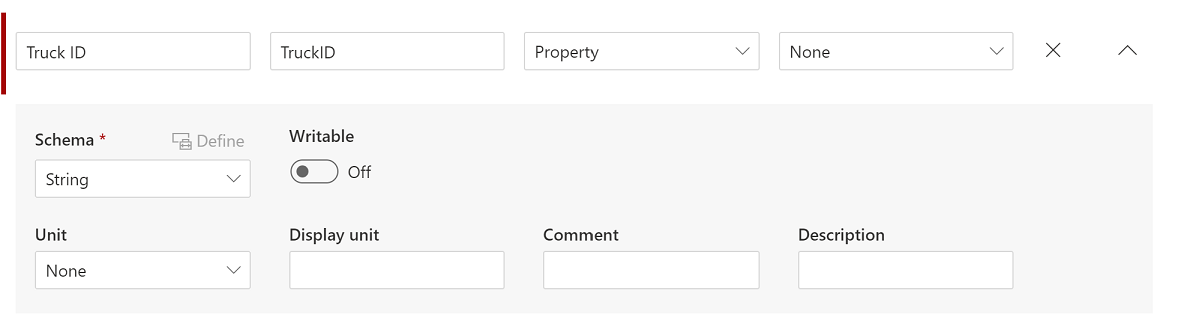 Truck ID TruckID Property None
Schema * Define Writable
String Off
Unit Display unit Comment Description
None